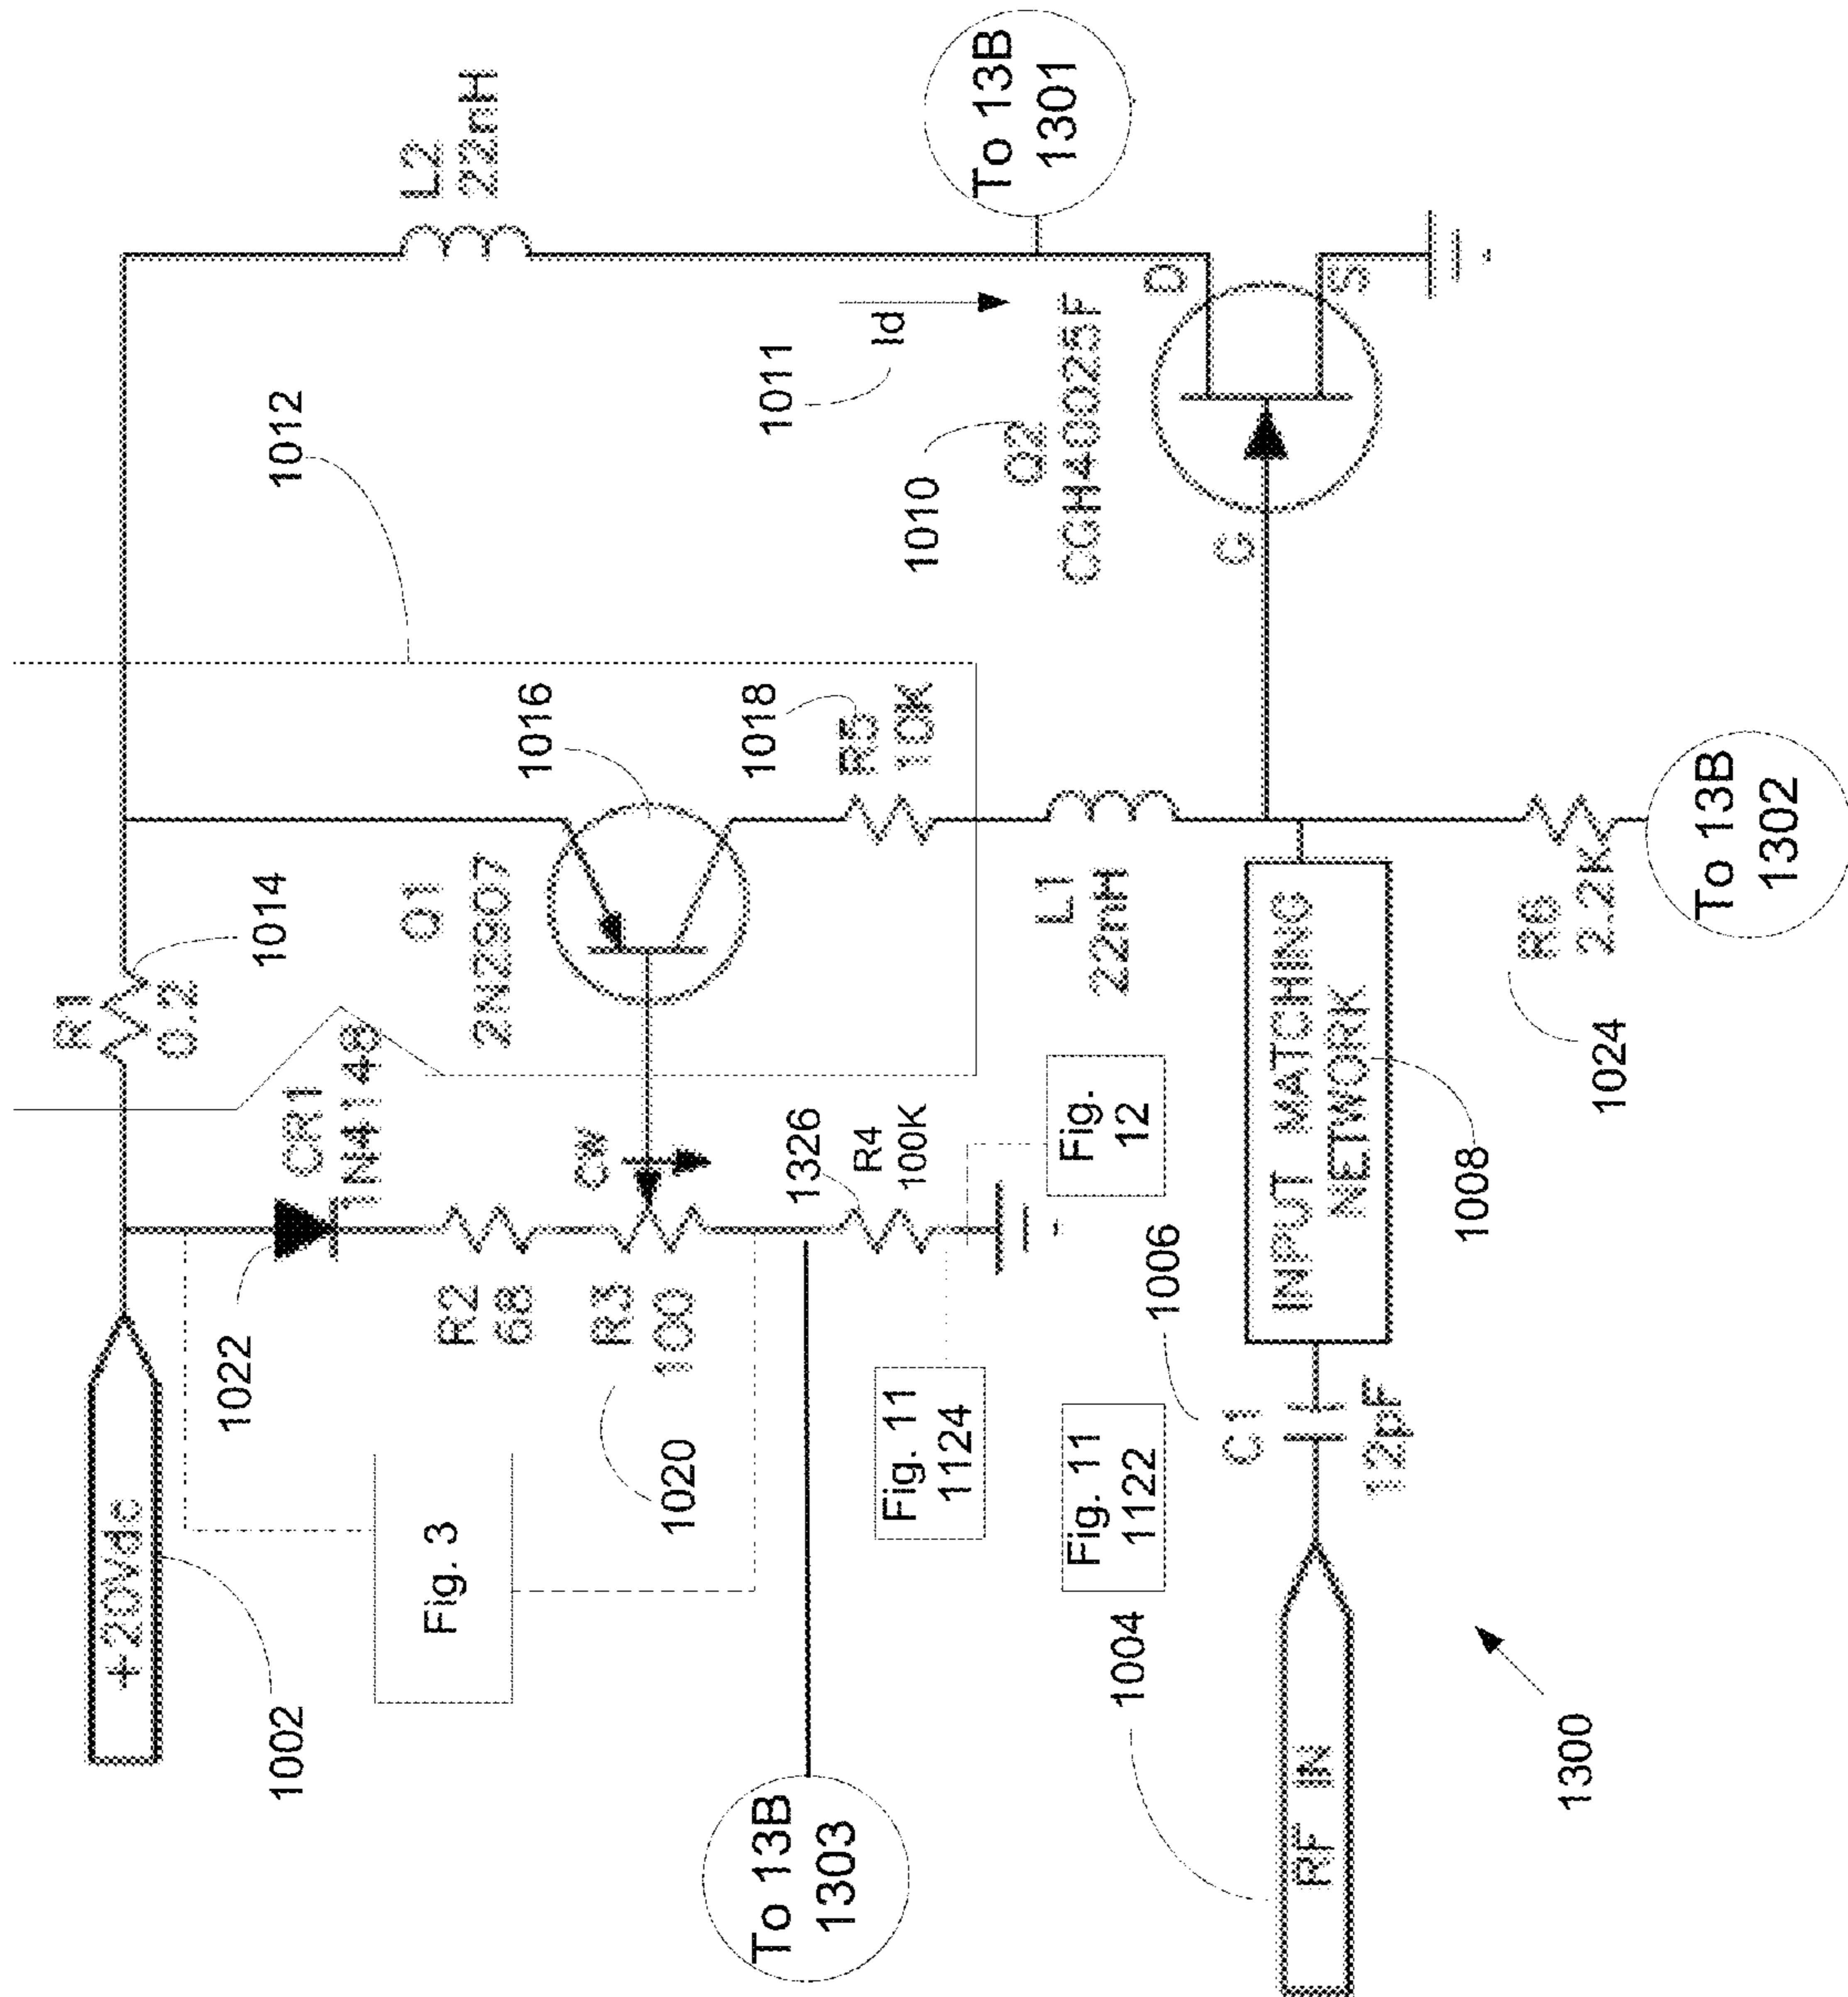 +20vdc
1002
R1
0.2
1014
1012
L2
22nH
1022
CR1
1N4148
Q1
2N2907
1016
1011
Id
Fig. 3
R2
68
R3
100
1020
CW
1018
R5
10K
1010
Q2
CGH40025F
To 13B
1301
D
G
S
To 13B
1303
1326
R4
100K
Fig. 11
1124
Fig.
12
L1
22nH
Fig. 11
1122
1004
RF IN
1006
C1
12pF
INPUT MATCHING
NETWORK
1008
R6
2.2K
1024
To 13B
1302
1300